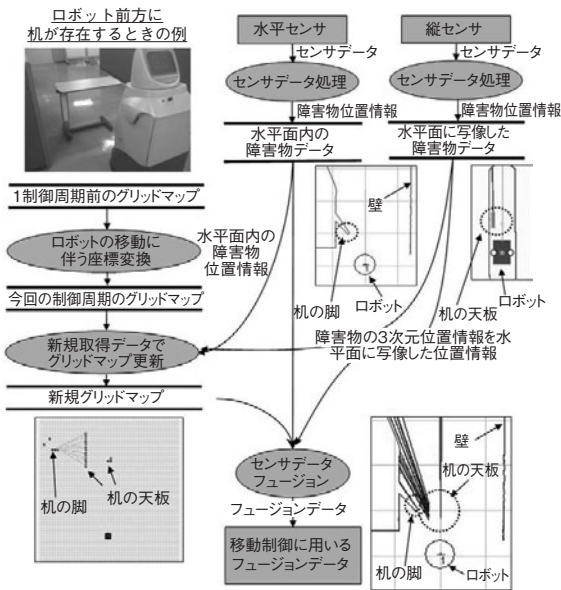 ロボット前方に
机が存在するときの例
水平センサ
縦センサ
センサデータ
センサデータ
センサデータ処理
センサデータ処理
障害物位置情報
障害物位置情報
水平面内の
障害物データ
水平面に写像した
障害物データ
1制御周期前のグリッドマップ
ロボットの移動に
伴う座標変換
水平面内の
障害物
位置情報
壁
机の脚
ロボット
机の天板
ロボット
今回の制御周期のグリッドマップ
新規取得データで
グリッドマップ更新
障害物の3次元位置情報を水
平面に写像した位置情報
新規グリッドマップ
机の脚
机の天板
センサデータ
フュージョン
フュージョンデータ
移動制御に用いる
フュージョンデータ
壁
机の天板
机の脚
ロボット